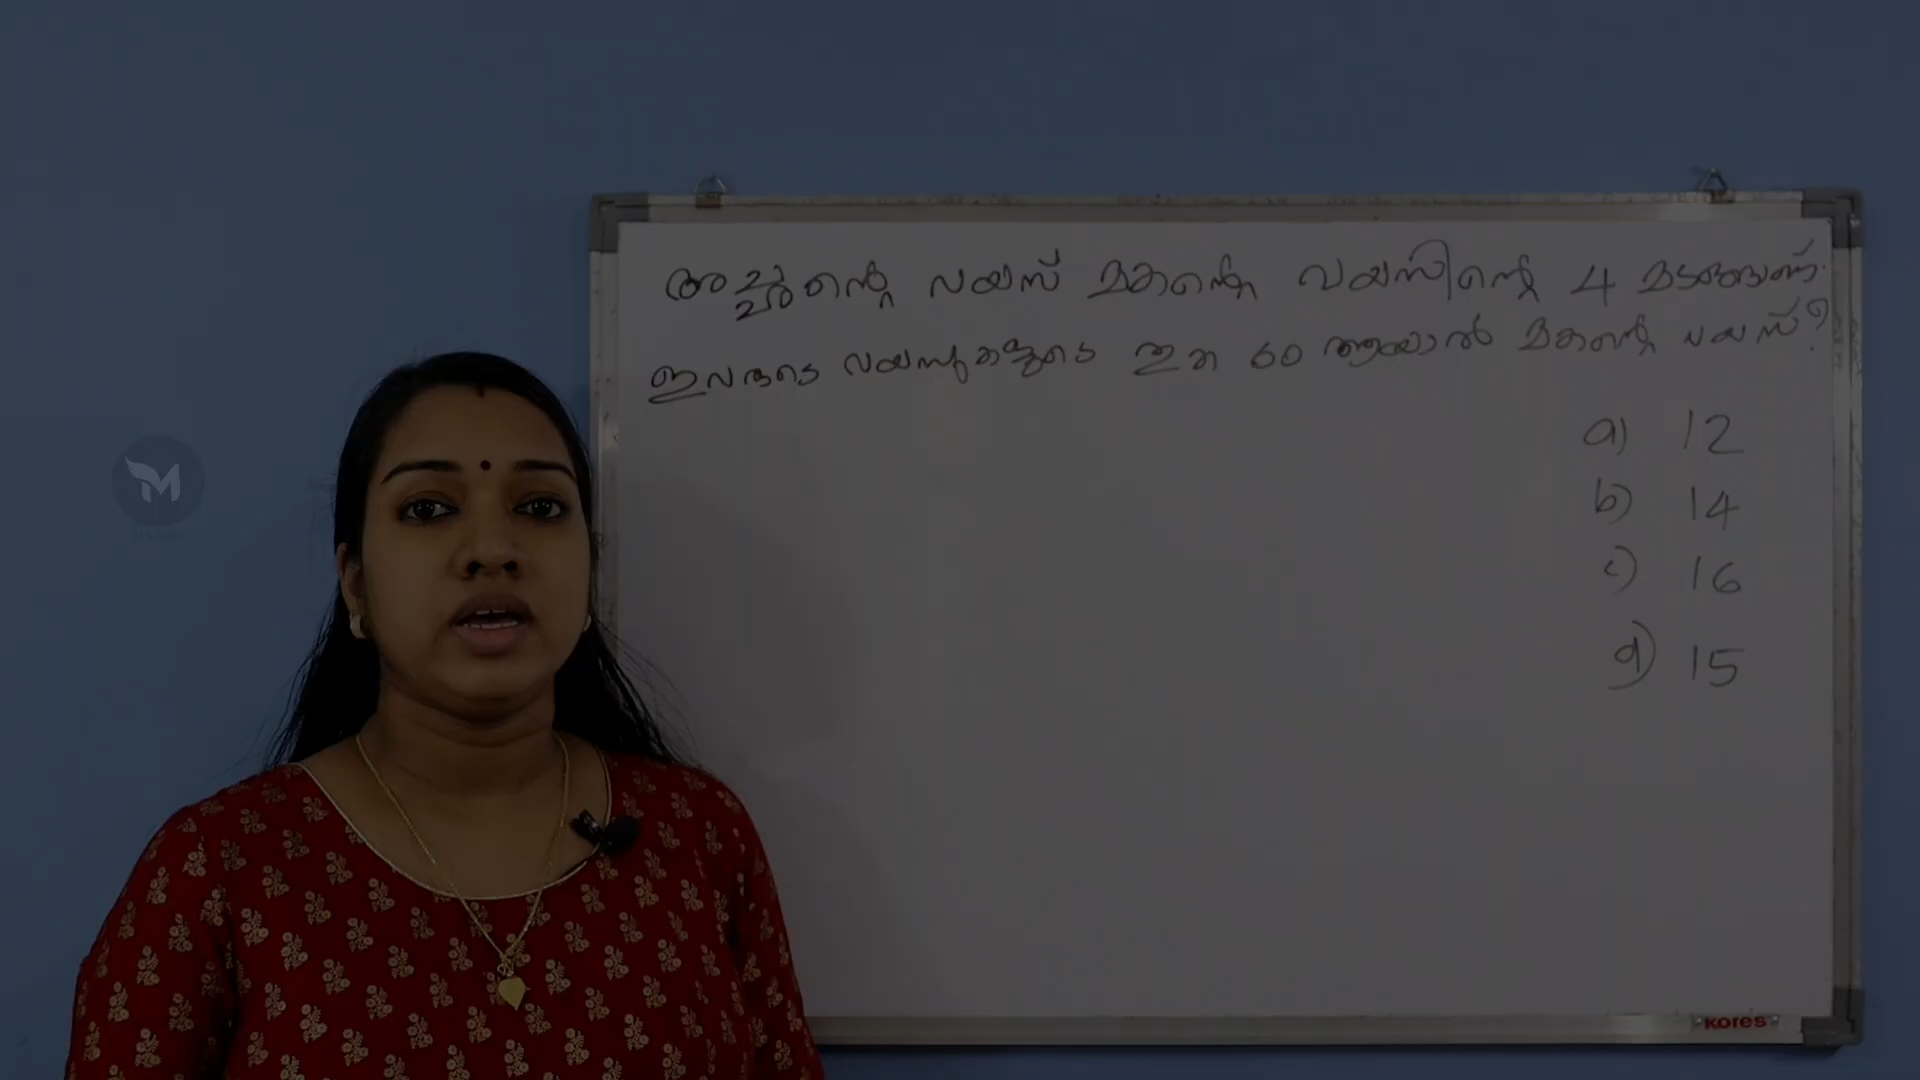 അച്ഛന്റെ വയസ് മകന്റെ വയസിന്റെ 4 മടങ്ങാണ്.
ഇവരുടെ വയസുകളുടെ തുക 60 ആയാൽ മകന്റെ വയസ്?
a) 12
b) 14
c) 16
d) 15
M
kores